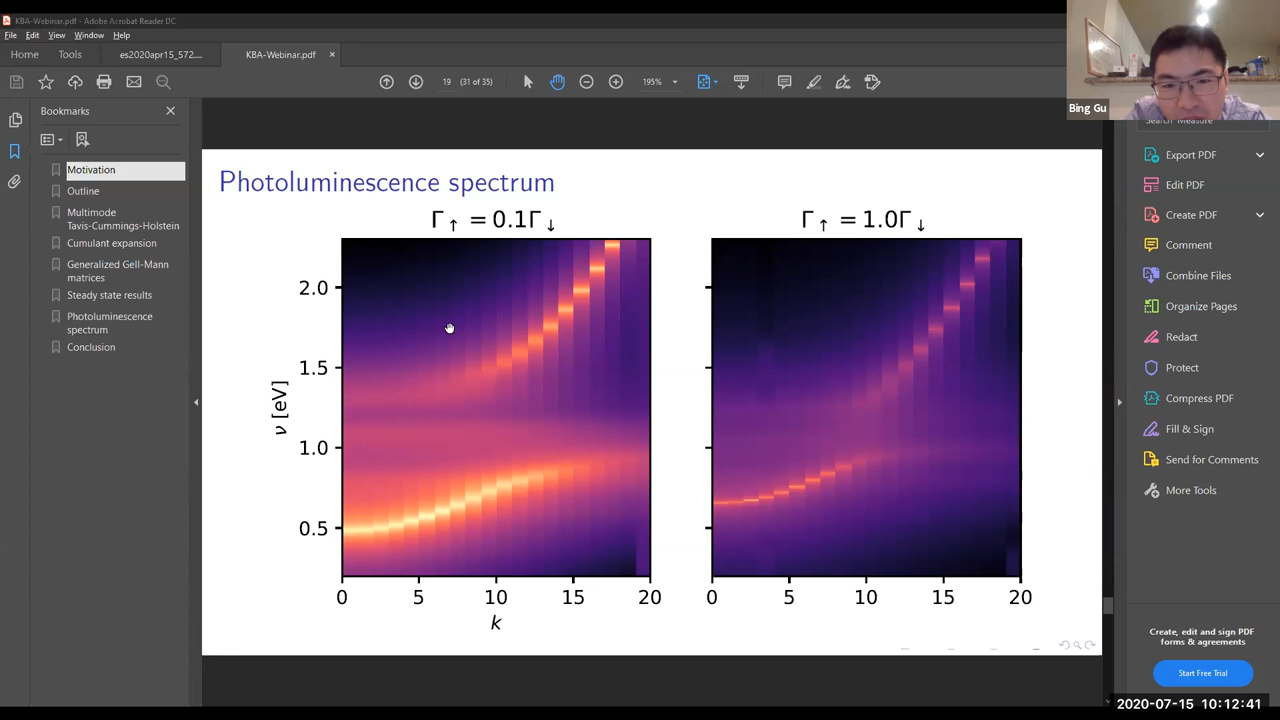 KBA-Webinar.pdf - Adobe Acrobat Reader DC
File Edit View Window Help
Home Tools es2020apr15_572.... KBA-Webinar.pdf ×
19 (31 of 35) 195%
Bing Gu
Bookmarks
Motivation
Outline
Multimode
Tavis-Cummings-Holstein
Cumulant expansion
Generalized Gell-Mann
matrices
Steady state results
Photoluminescence
spectrum
Conclusion
Photoluminescence spectrum
Γ↑ = 0.1Γ↓
Γ↑ = 1.0Γ↓
2.0
1.5
1.0
0.5
ν [eV]
0 5 10 15 20
k
0 5 10 15 20
Search 'Measure'
Export PDF
Edit PDF
Create PDF
Comment
Combine Files
Organize Pages
Redact
Protect
Compress PDF
Fill & Sign
Send for Comments
More Tools
Create, edit and sign PDF
forms & agreements
Start Free Trial
2020-07-15 10:12:41